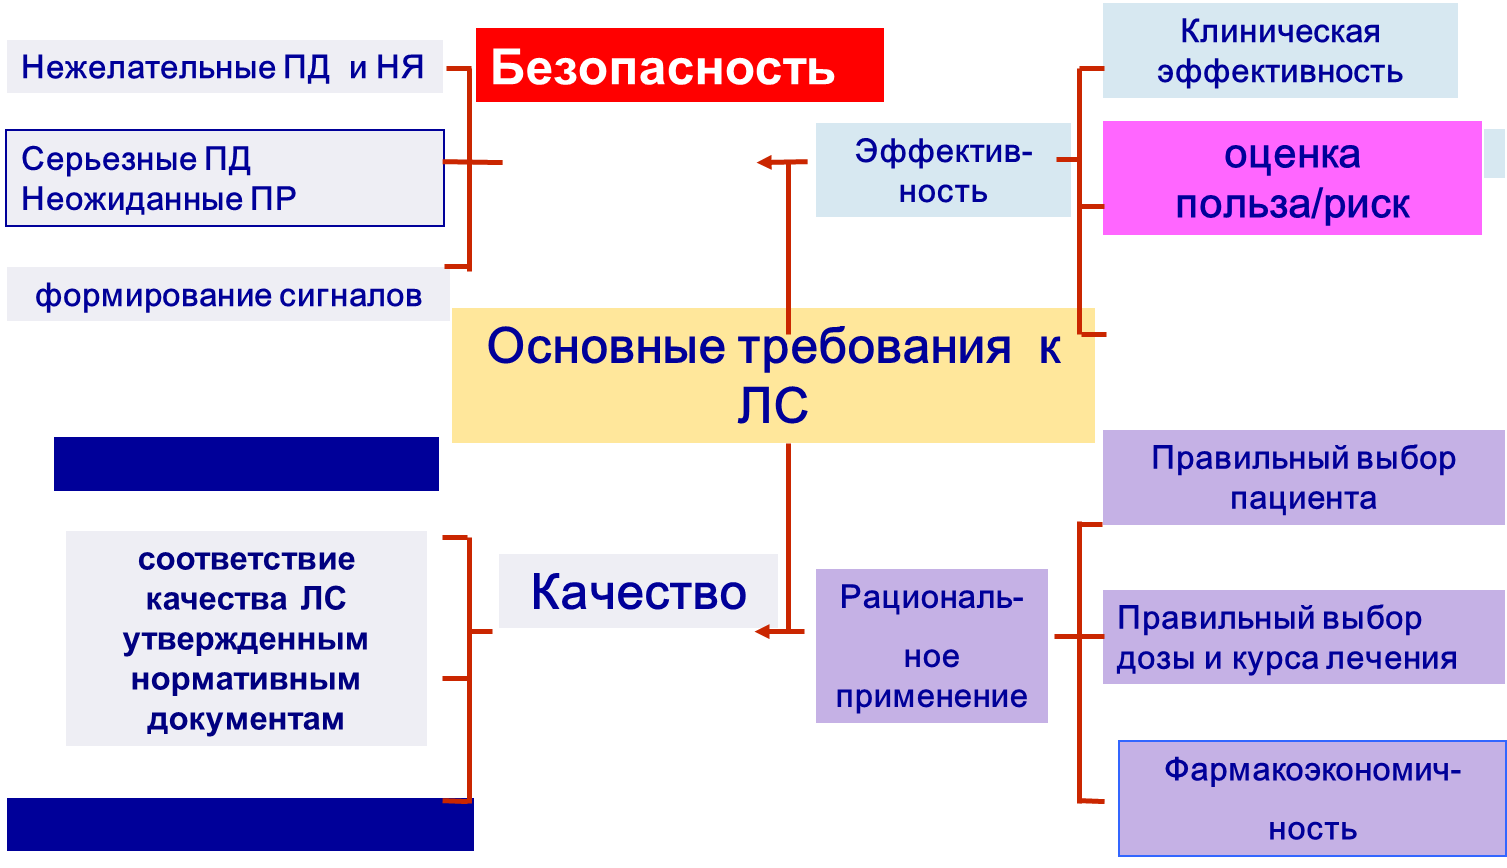 Нежелательные ПД и НЯ
Серьезные ПД
Неожиданные ПР
формирование сигналов
Безопасность
Эффектив-
ность
Клиническая
эффективность
оценка
польза/риск
Основные требования к
ЛС
соответствие
качества ЛС
утвержденным
нормативным
документам
Качество
Рациональ-
ное
применение
Правильный выбор
пациента
Правильный выбор
дозы и курса лечения
Фармакоэкономич-
ность